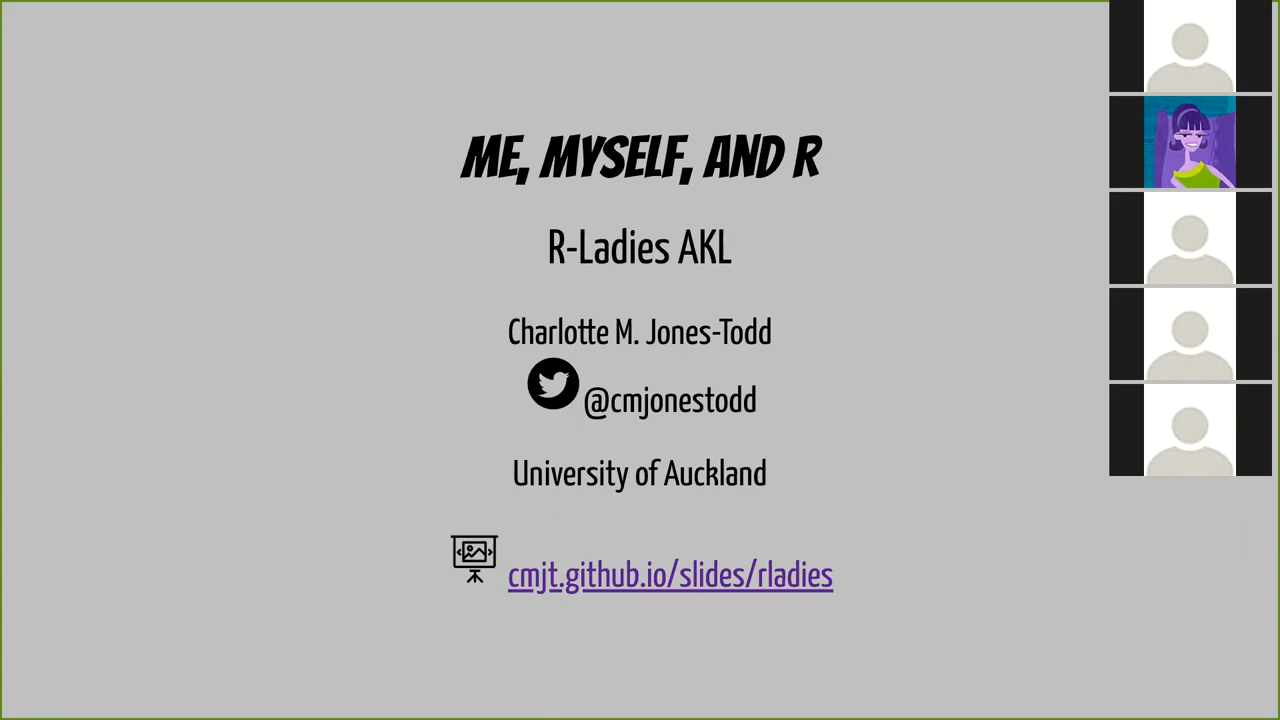 ME, MYSELF, AND R
R-Ladies AKL
Charlotte M. Jones-Todd
@cmjonestodd
University of Auckland
cmjt.github.io/slides/rladies